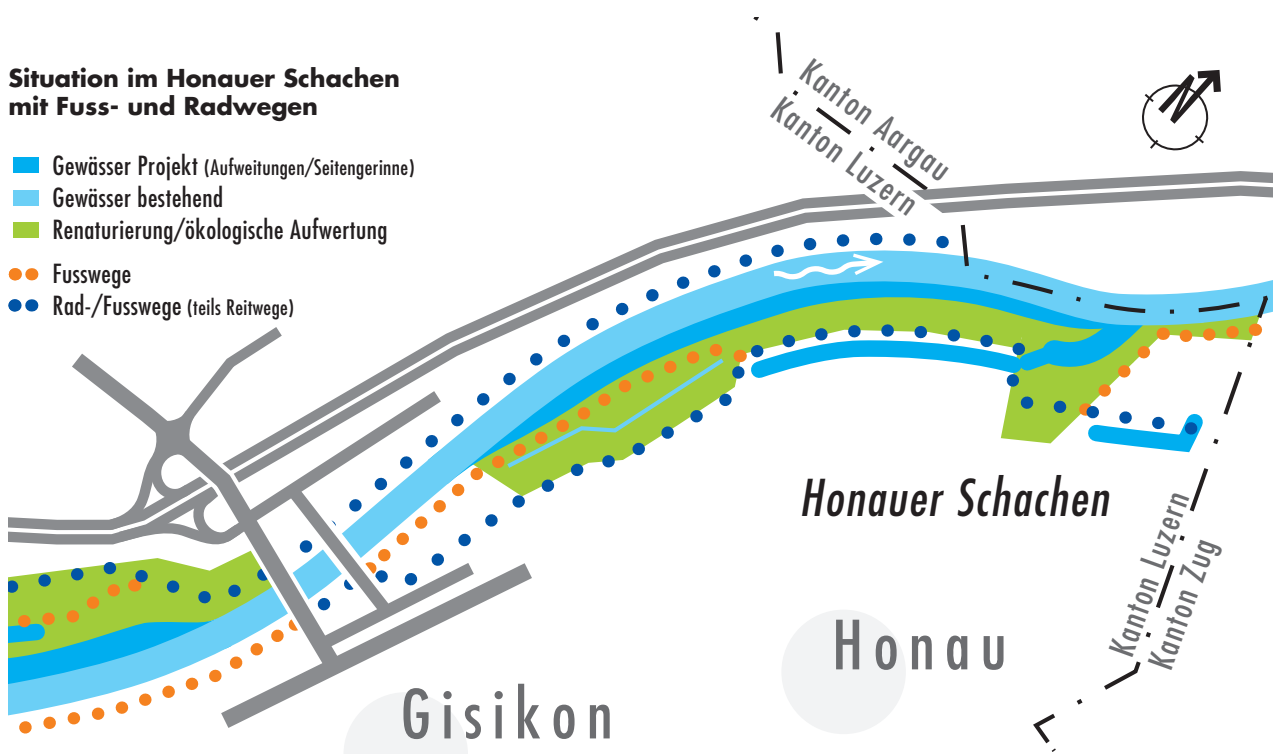 Situation im Honauer Schachen
mit Fuss- und Radwegen
Gewässer Projekt (Aufweitungen/Seitengerinne)
Gewässer bestehend
Renaturierung/ökologische Aufwertung
Fusswege
Rad-/Fusswege (teils Reitwege)
Kanton Aargau
Kanton Luzern
N
Honauer Schachen
Kanton Luzern
Kanton Zug
Honau
Gisikon